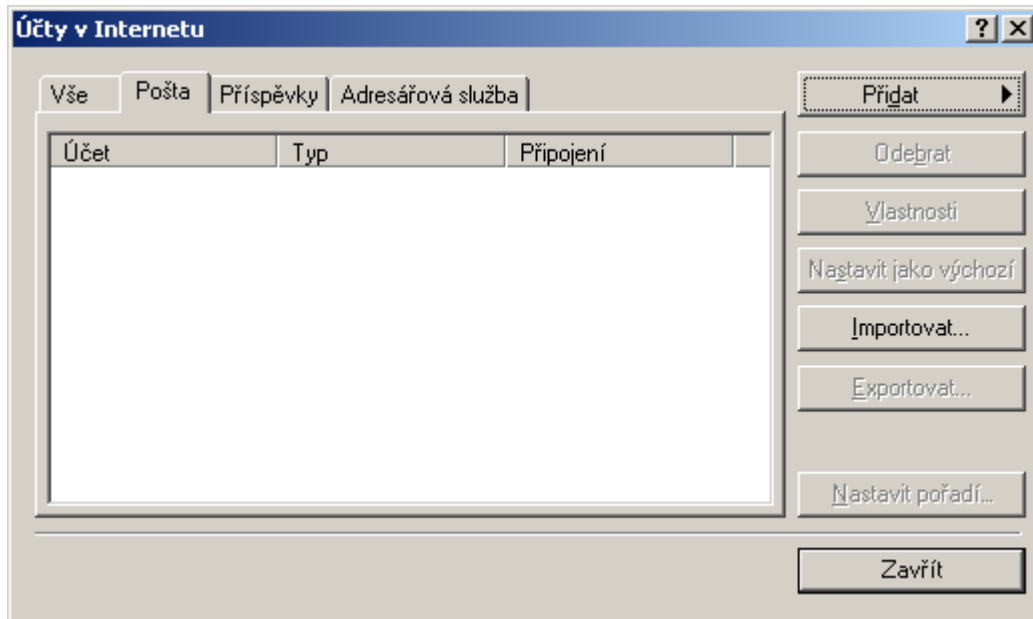 Účty v Internetu
Vše Pošta Příspěvky Adresářová služba
Účet Typ Připojení
Přidat
Odebrat
Vlastnosti
Nastavit jako výchozí
Importovat...
Exportovat...
Nastavit pořadí...
Zavřít